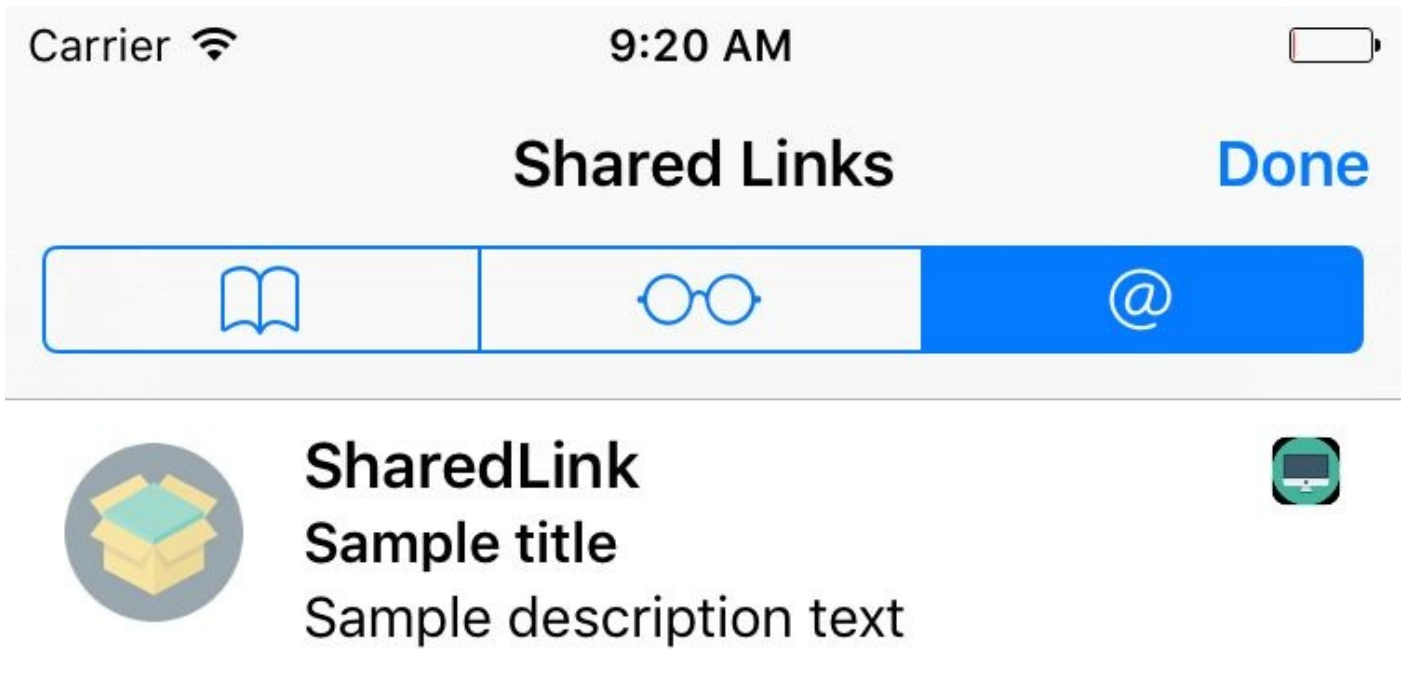 Carrier 9:20 AM
Shared Links Done
@
SharedLink
Sample title
Sample description text